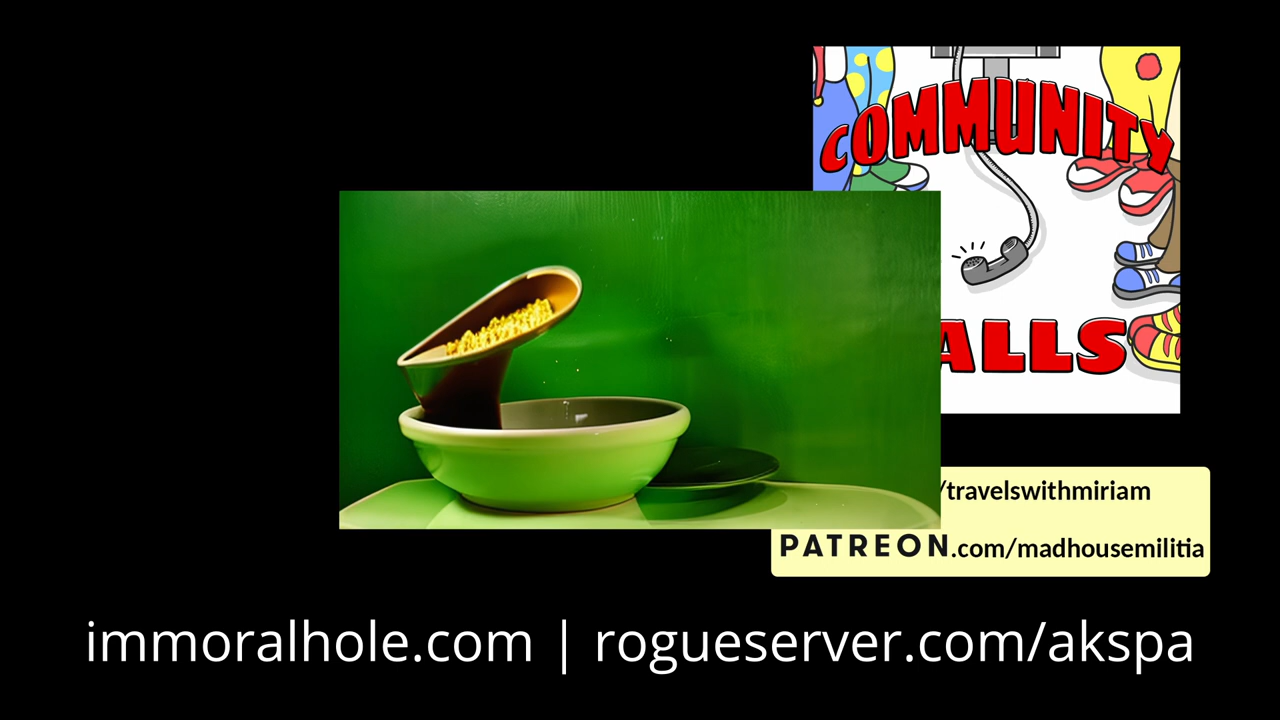 COMMUNITY
ALLS
/travelswithmiriam
PATREON.com/madhousemilitia
immoralhole.com | rogueserver.com/akspa